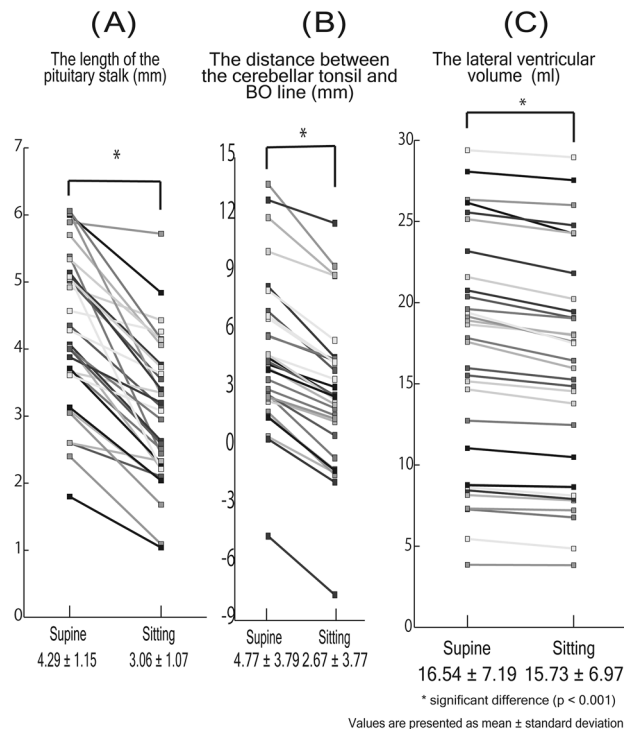 (A)
The length of the
pituitary stalk (mm)
*
7
6
5
4
3
2
1
0
Supine
4.29 ± 1.15
Sitting
3.06 ± 1.07
(B)
The distance between
the cerebellar tonsil and
BO line (mm)
*
15
12
9
6
3
0
-3
-6
-9
Supine
4.77 ± 3.79
Sitting
2.67 ± 3.77
(C)
The lateral ventricular
volume (ml)
*
30
25
20
15
10
5
0
Supine
16.54 ± 7.19
Sitting
15.73 ± 6.97
* significant difference (p < 0.001)
Values are presented as mean ± standard deviation